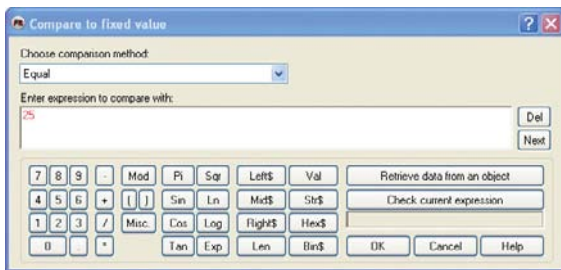 Compare to fixed value
Choose comparison method:
Equal
Enter expression to compare with:
25
Del
Next
7 8 9 - Mod Pi Sqr Left$ Val Retrieve data from an object
4 5 6 + ( ) Sin Ln Mid$ Str$ Check current expression
1 2 3 / Misc. Cos Log Right$ Hex$
0 . * Tan Exp Len Bin$ OK Cancel Help